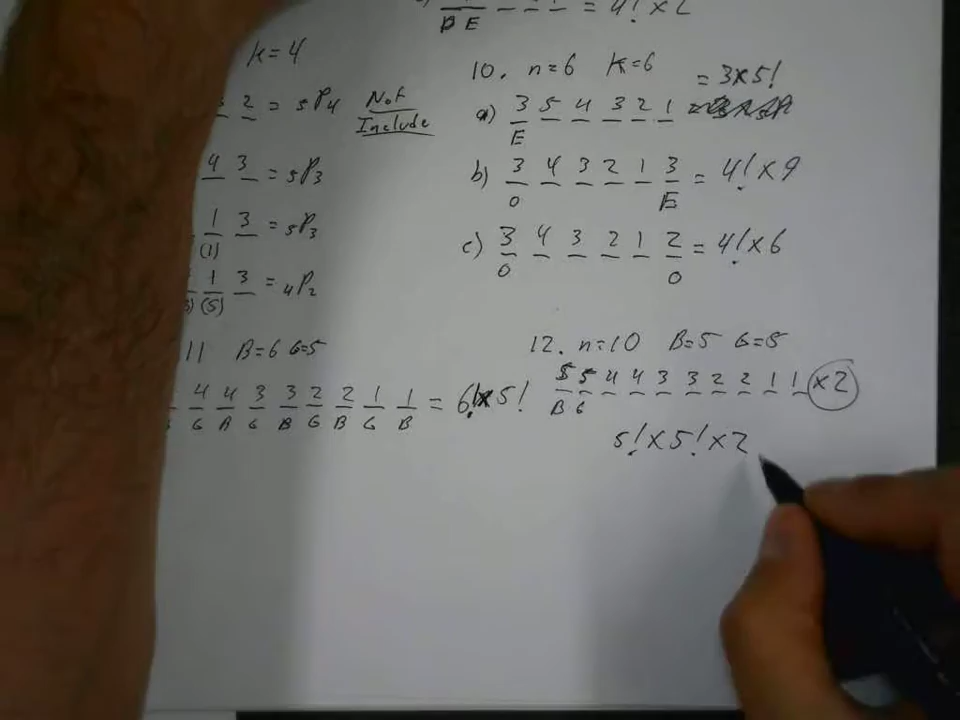 B E _ _ _ = 4! x 2
K=4
2 = 5P4 Not Include
4 3 = 5P3
1 3 = 5P3
(1)
1 3 = 4P2
(5)
11 B=6 G=5
4 4 3 3 2 2 1 1 = 6! x 5!
G B G B G B G B
10. n=6 K=6 = 3x5!
a) 3 5 4 3 2 1
E
b) 3 4 3 2 1 3 = 4! x 9
O E
c) 3 4 3 2 1 2 = 4! x 6
O O
12. n=10 B=5 G=5
5 5 4 4 3 3 2 2 1 1 x2
B G
5! x 5! x 2